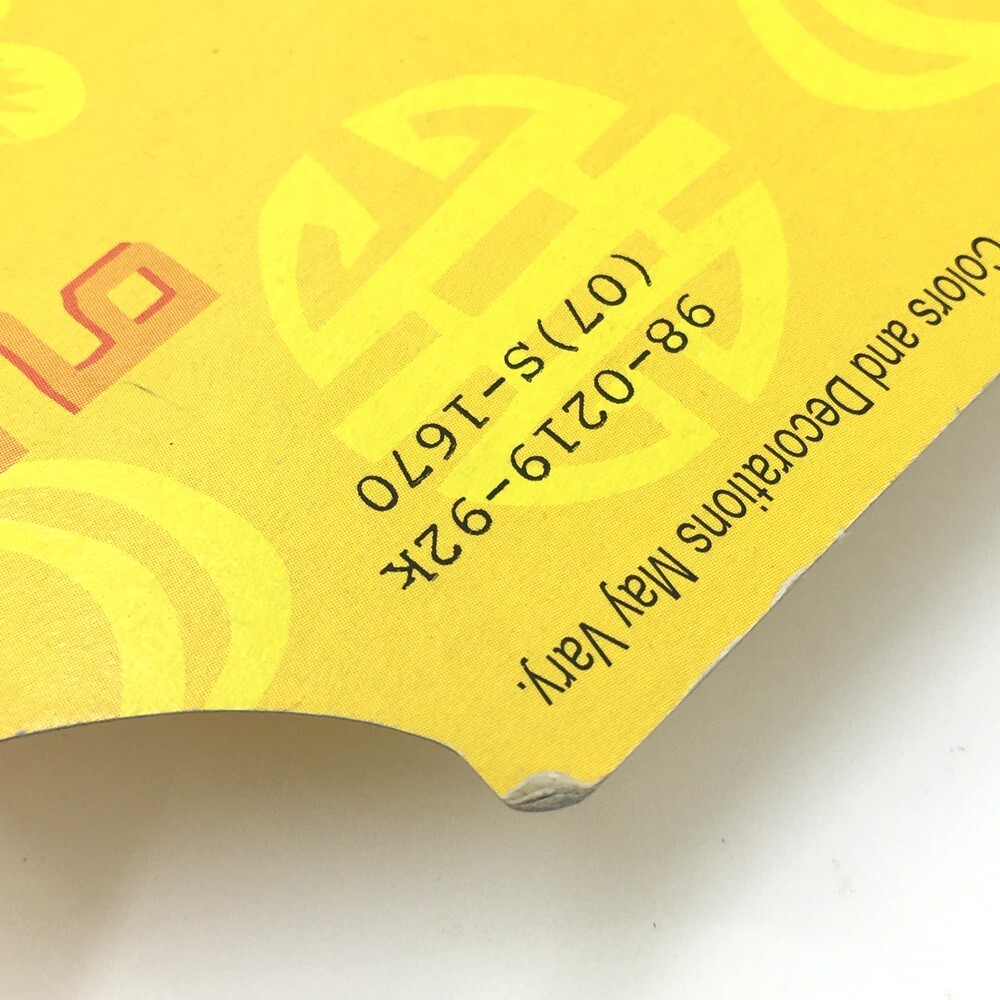 (07)S-1670
98-0219-92k
Colors and Decorations May Vary.